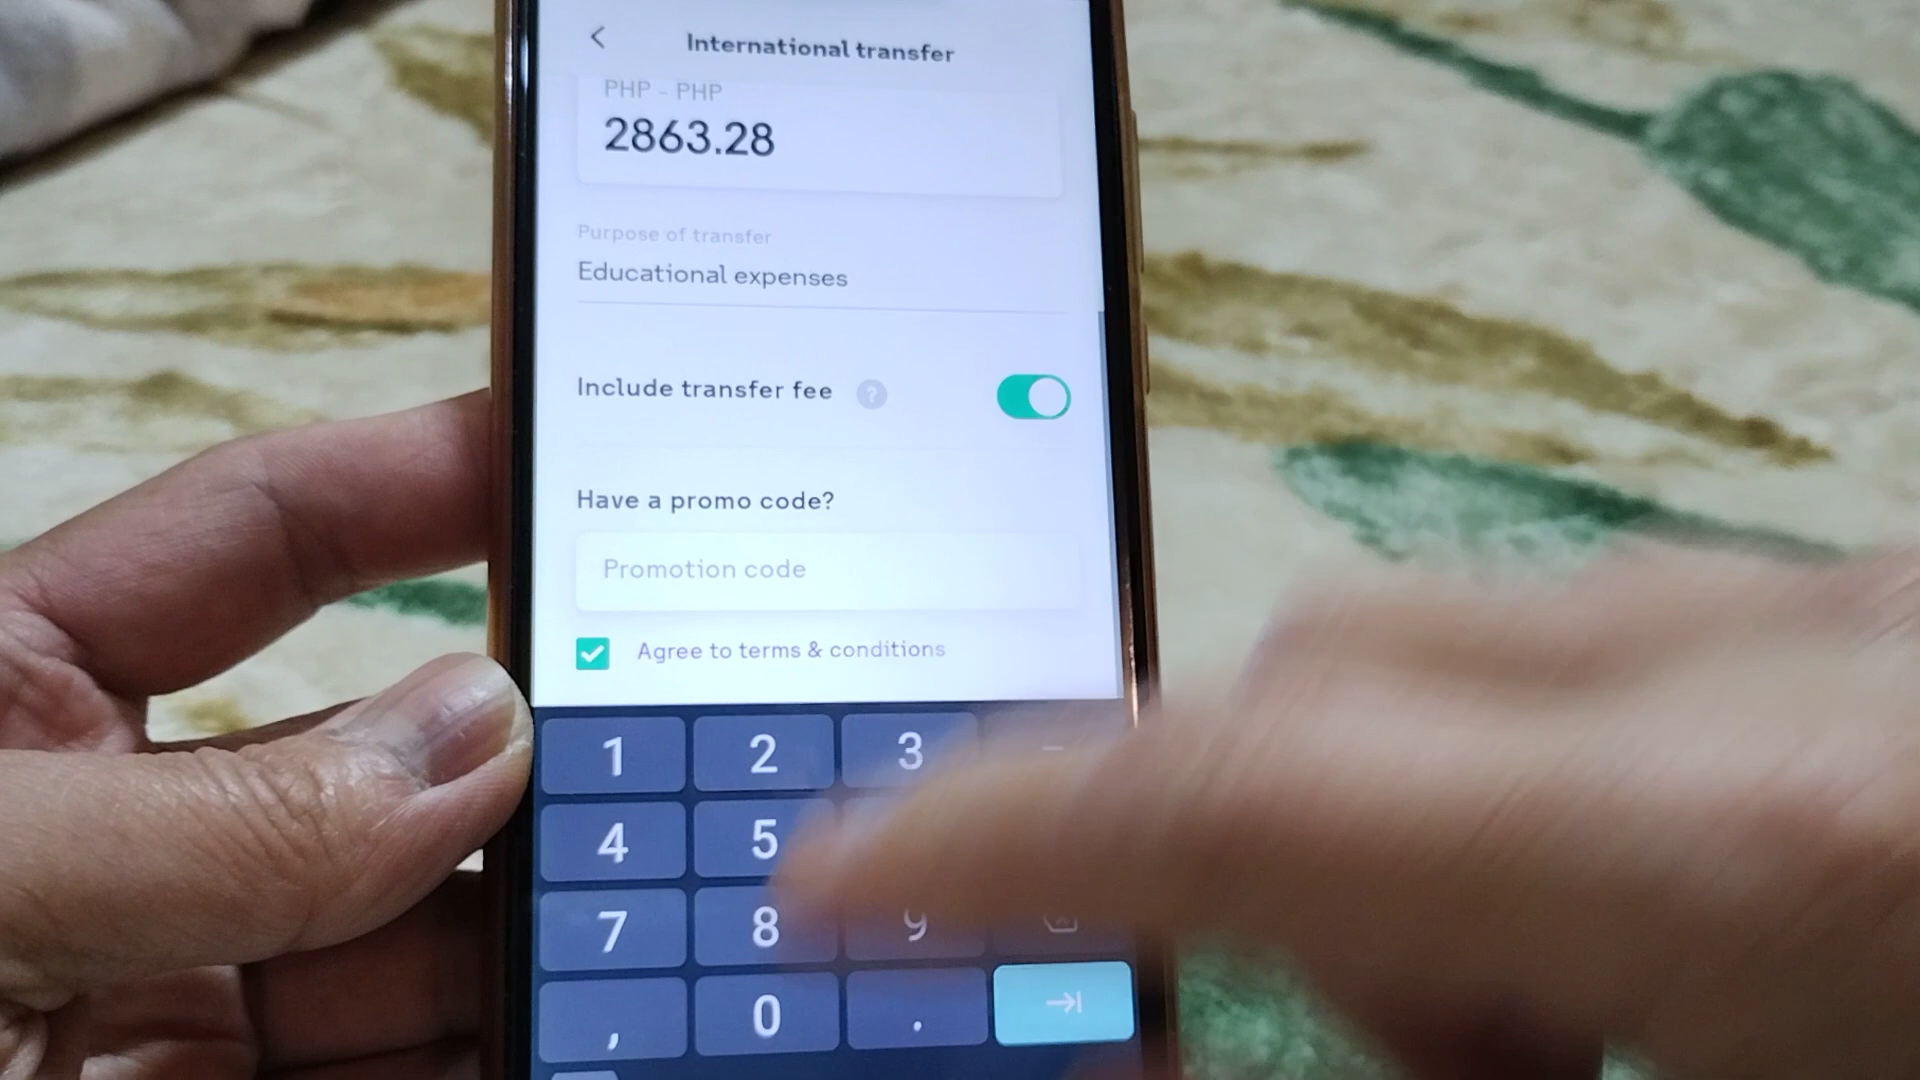 International transfer
PHP - PHP
2863.28
Purpose of transfer
Educational expenses
Include transfer fee ?
Have a promo code?
Promotion code
Agree to terms & conditions
1 2 3 -
4 5
7 8 9
, 0 .